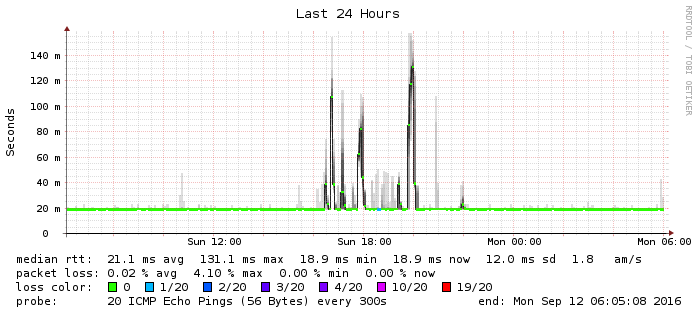 Last 24 Hours
RRDTOOL / TOBI OETIKER
Seconds
140 m
120 m
100 m
80 m
60 m
40 m
20 m
0
Sun 12:00 Sun 18:00 Mon 00:00 Mon 06:00
median rtt: 21.1 ms avg 131.1 ms max 18.9 ms min 18.9 ms now 12.0 ms sd 1.8 am/s
packet loss: 0.02 % avg 4.10 % max 0.00 % min 0.00 % now
loss color: 0 1/20 2/20 3/20 4/20 10/20 19/20
probe: 20 ICMP Echo Pings (56 Bytes) every 300s end: Mon Sep 12 06:05:08 2016